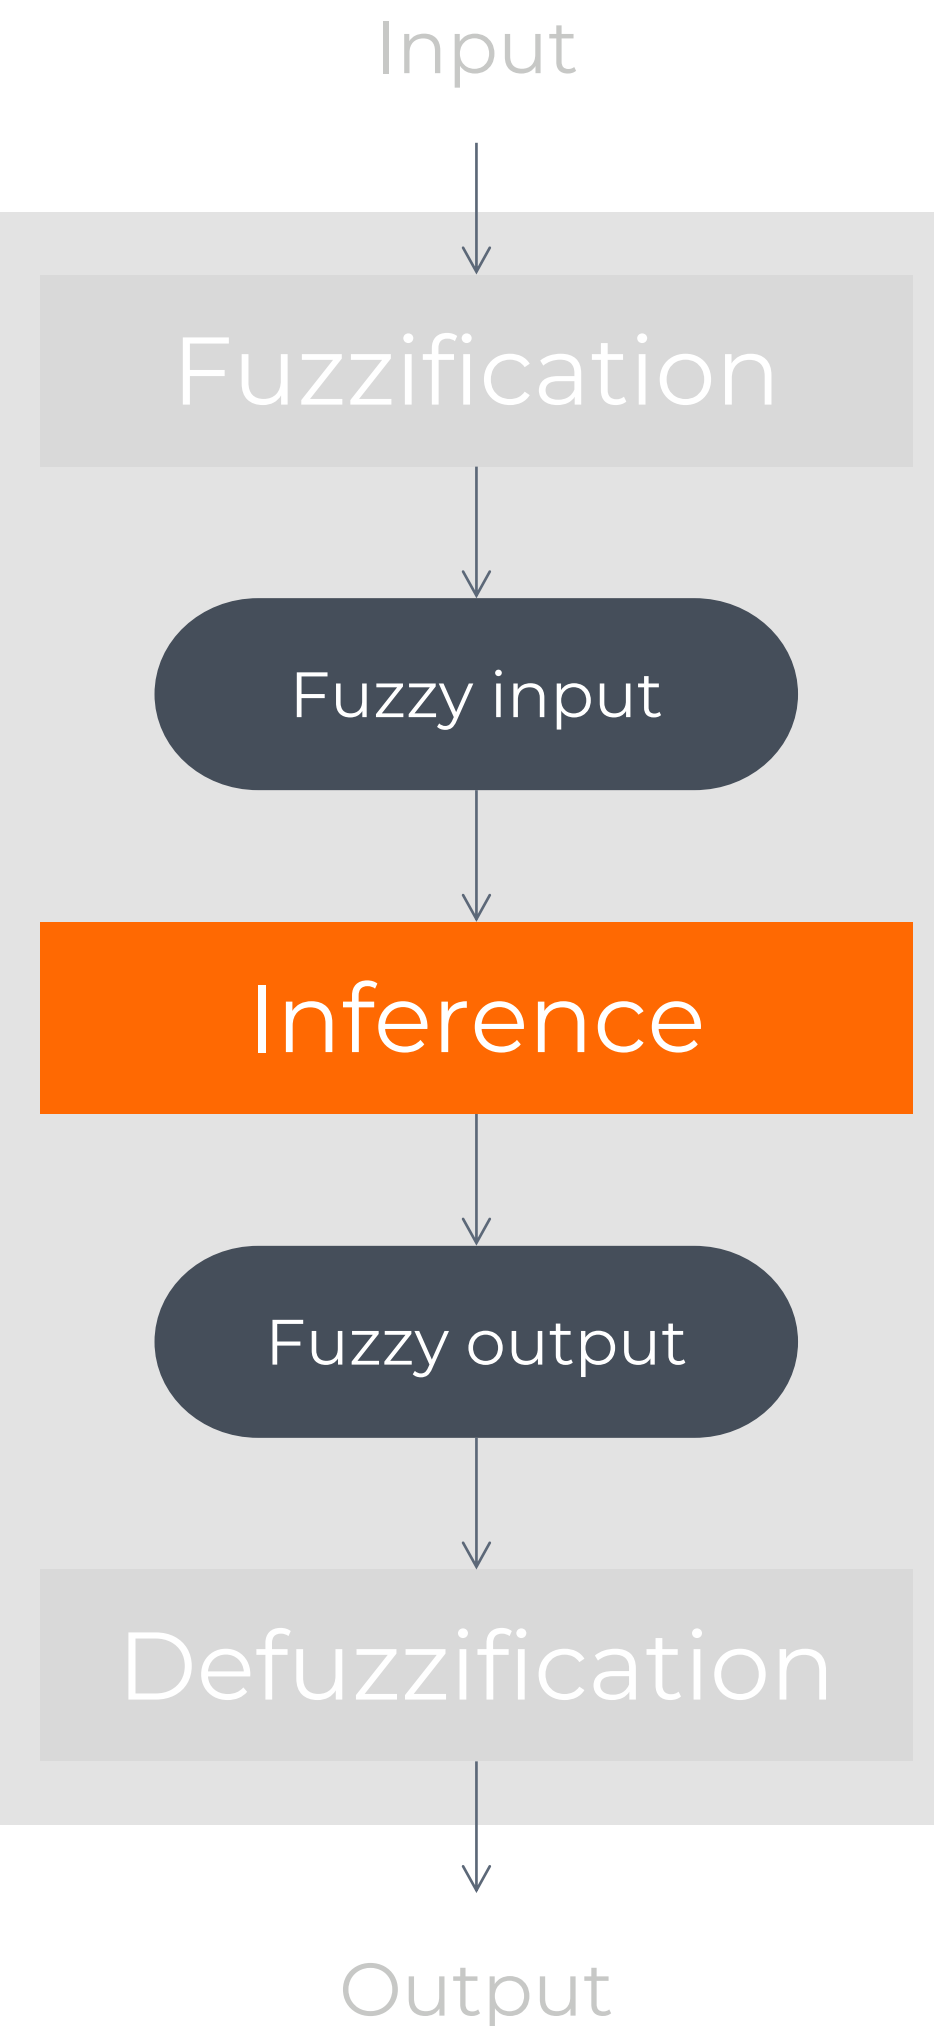 Input
Fuzzification
Fuzzy input
Inference
Fuzzy output
Defuzzification
Output